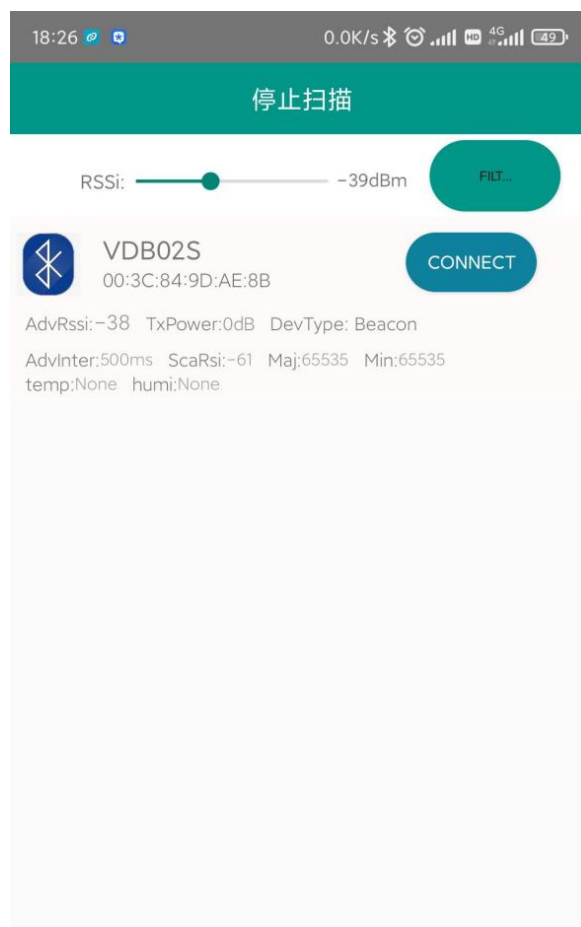 18:26 0.0K/s HD 4G 49
停止扫描
RSSi: -39dBm FILT...
VDB02S
00:3C:84:9D:AE:8B
CONNECT
AdvRssi:-38 TxPower:0dB DevType: Beacon
AdvInter:500ms ScaRsi:-61 Maj:65535 Min:65535
temp:None humi:None